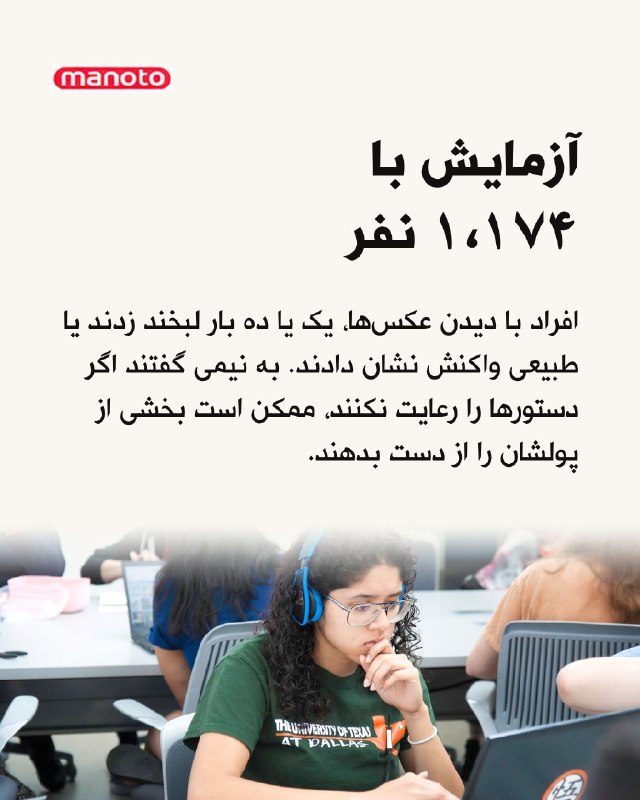 manoto
آزمایش با
۱،۱۷۴ نفر
افراد با دیدن عکس‌ها، یک یا ده بار لبخند زدند یا
طبیعی واکنش نشان دادند. به نیمی گفتند اگر
دستورها را رعایت نکنند، ممکن است بخشی از
پولشان را از دست بدهند.
THE UNIVERSITY OF TEXAS
AT DALLAS